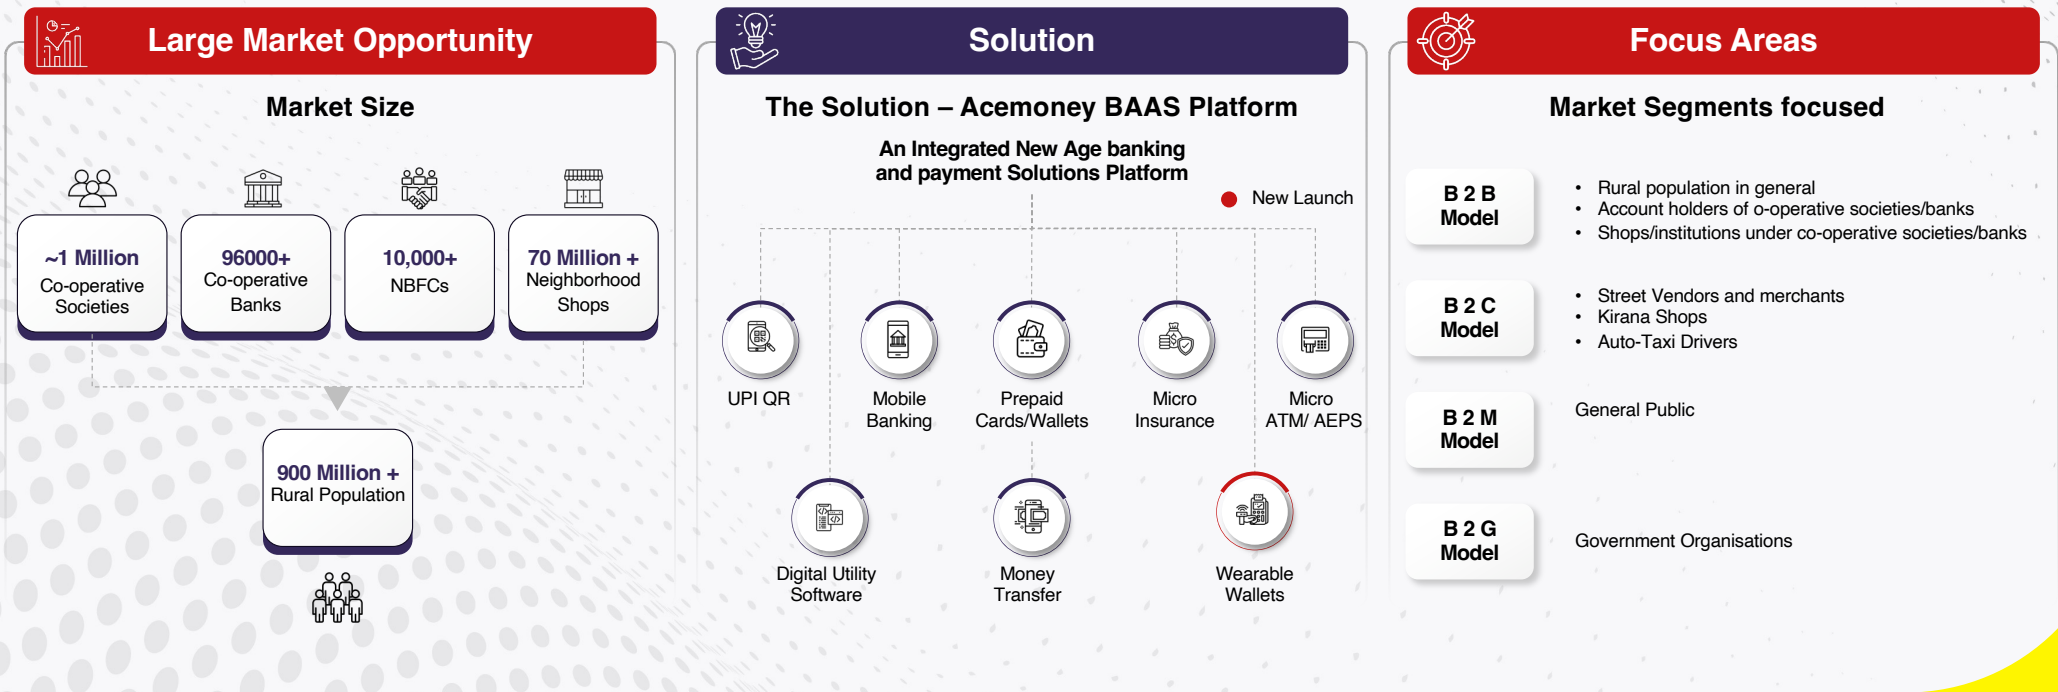 Large Market Opportunity
Market Size
~1 Million
Co-operative
Societies
96000+
Co-operative
Banks
10,000+
NBFCs
70 Million +
Neighborhood
Shops
900 Million +
Rural Population
Solution
The Solution – Acemoney BAAS Platform
An Integrated New Age banking
and payment Solutions Platform
New Launch
UPI QR
Mobile
Banking
Prepaid
Cards/Wallets
Micro
Insurance
Micro
ATM/ AEPS
Digital Utility
Software
Money
Transfer
Wearable
Wallets
Focus Areas
Market Segments focused
B 2 B
Model
• Rural population in general
• Account holders of o-operative societies/banks
• Shops/institutions under co-operative societies/banks
B 2 C
Model
• Street Vendors and merchants
• Kirana Shops
• Auto-Taxi Drivers
B 2 M
Model
General Public
B 2 G
Model
Government Organisations